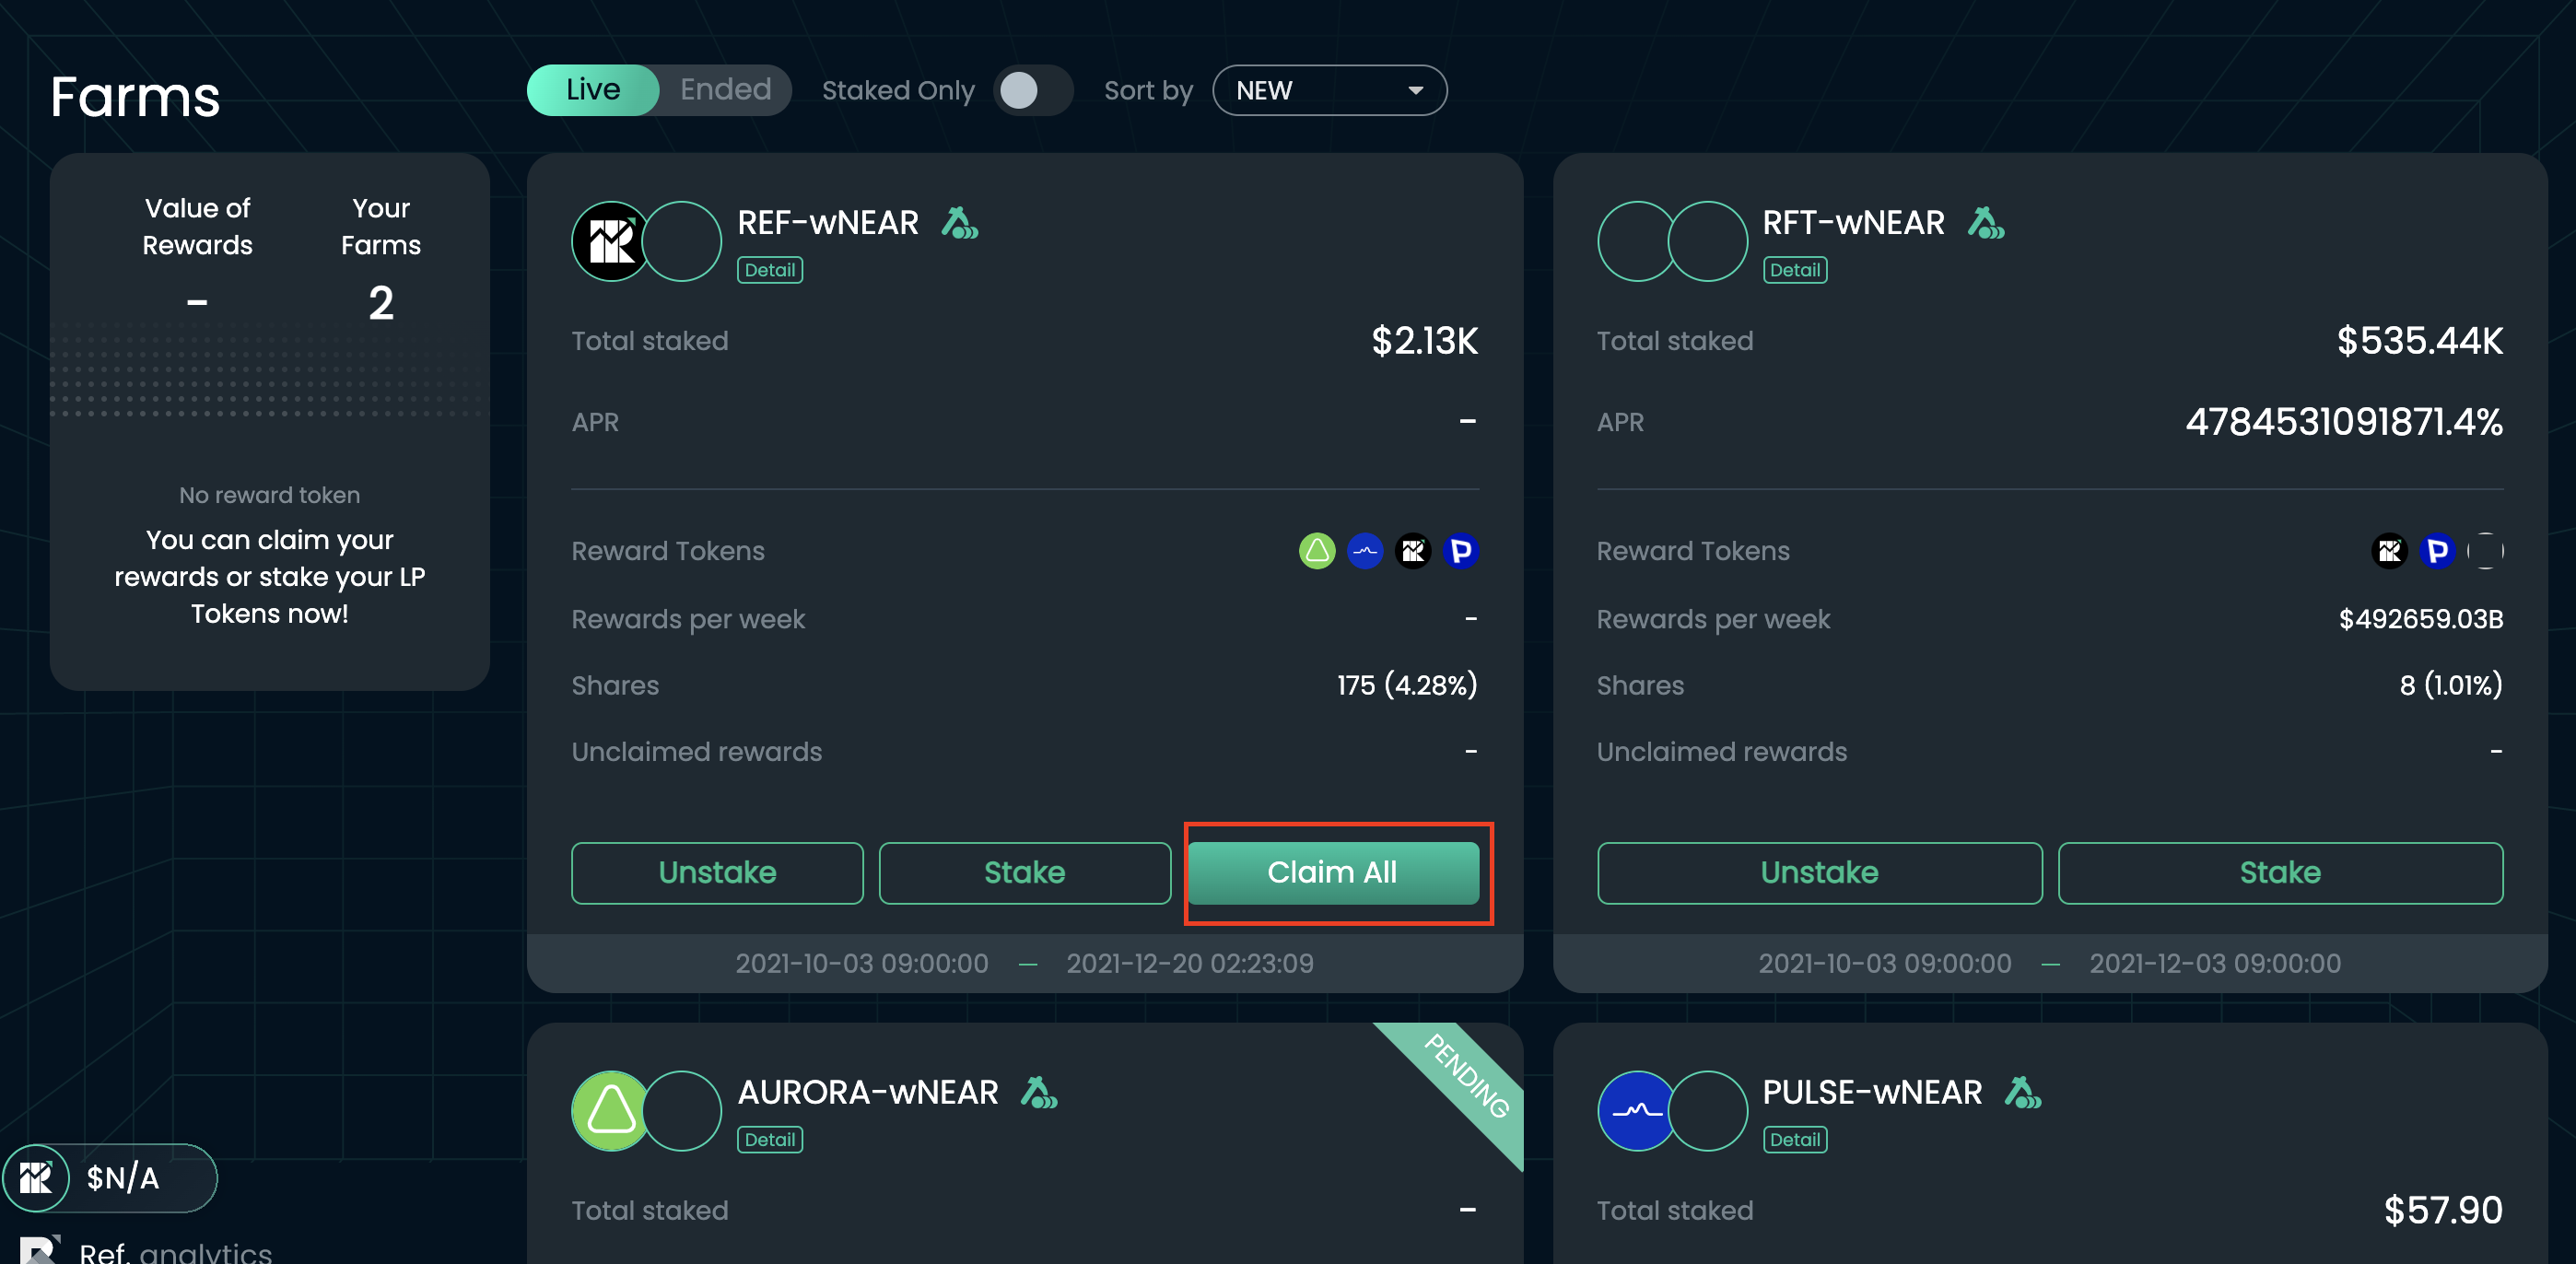 Farms
Live
Ended
Staked Only
Sort by
NEW
Value of
Rewards
-
Your
Farms
2
No reward token
You can claim your
rewards or stake your LP
Tokens now!
REF-wNEAR
Detail
Total staked
$2.13K
APR
-
Reward Tokens
Rewards per week
-
Shares
175 (4.28%)
Unclaimed rewards
-
Unstake
Stake
Claim All
2021-10-03 09:00:00 — 2021-12-20 02:23:09
RFT-wNEAR
Detail
Total staked
$535.44K
APR
4784531091871.4%
Reward Tokens
Rewards per week
$492659.03B
Shares
8 (1.01%)
Unclaimed rewards
-
Unstake
Stake
2021-10-03 09:00:00 — 2021-12-03 09:00:00
AURORA-wNEAR
Detail
PENDING
Total staked
-
PULSE-wNEAR
Detail
Total staked
$57.90
$N/A
Ref. analytics